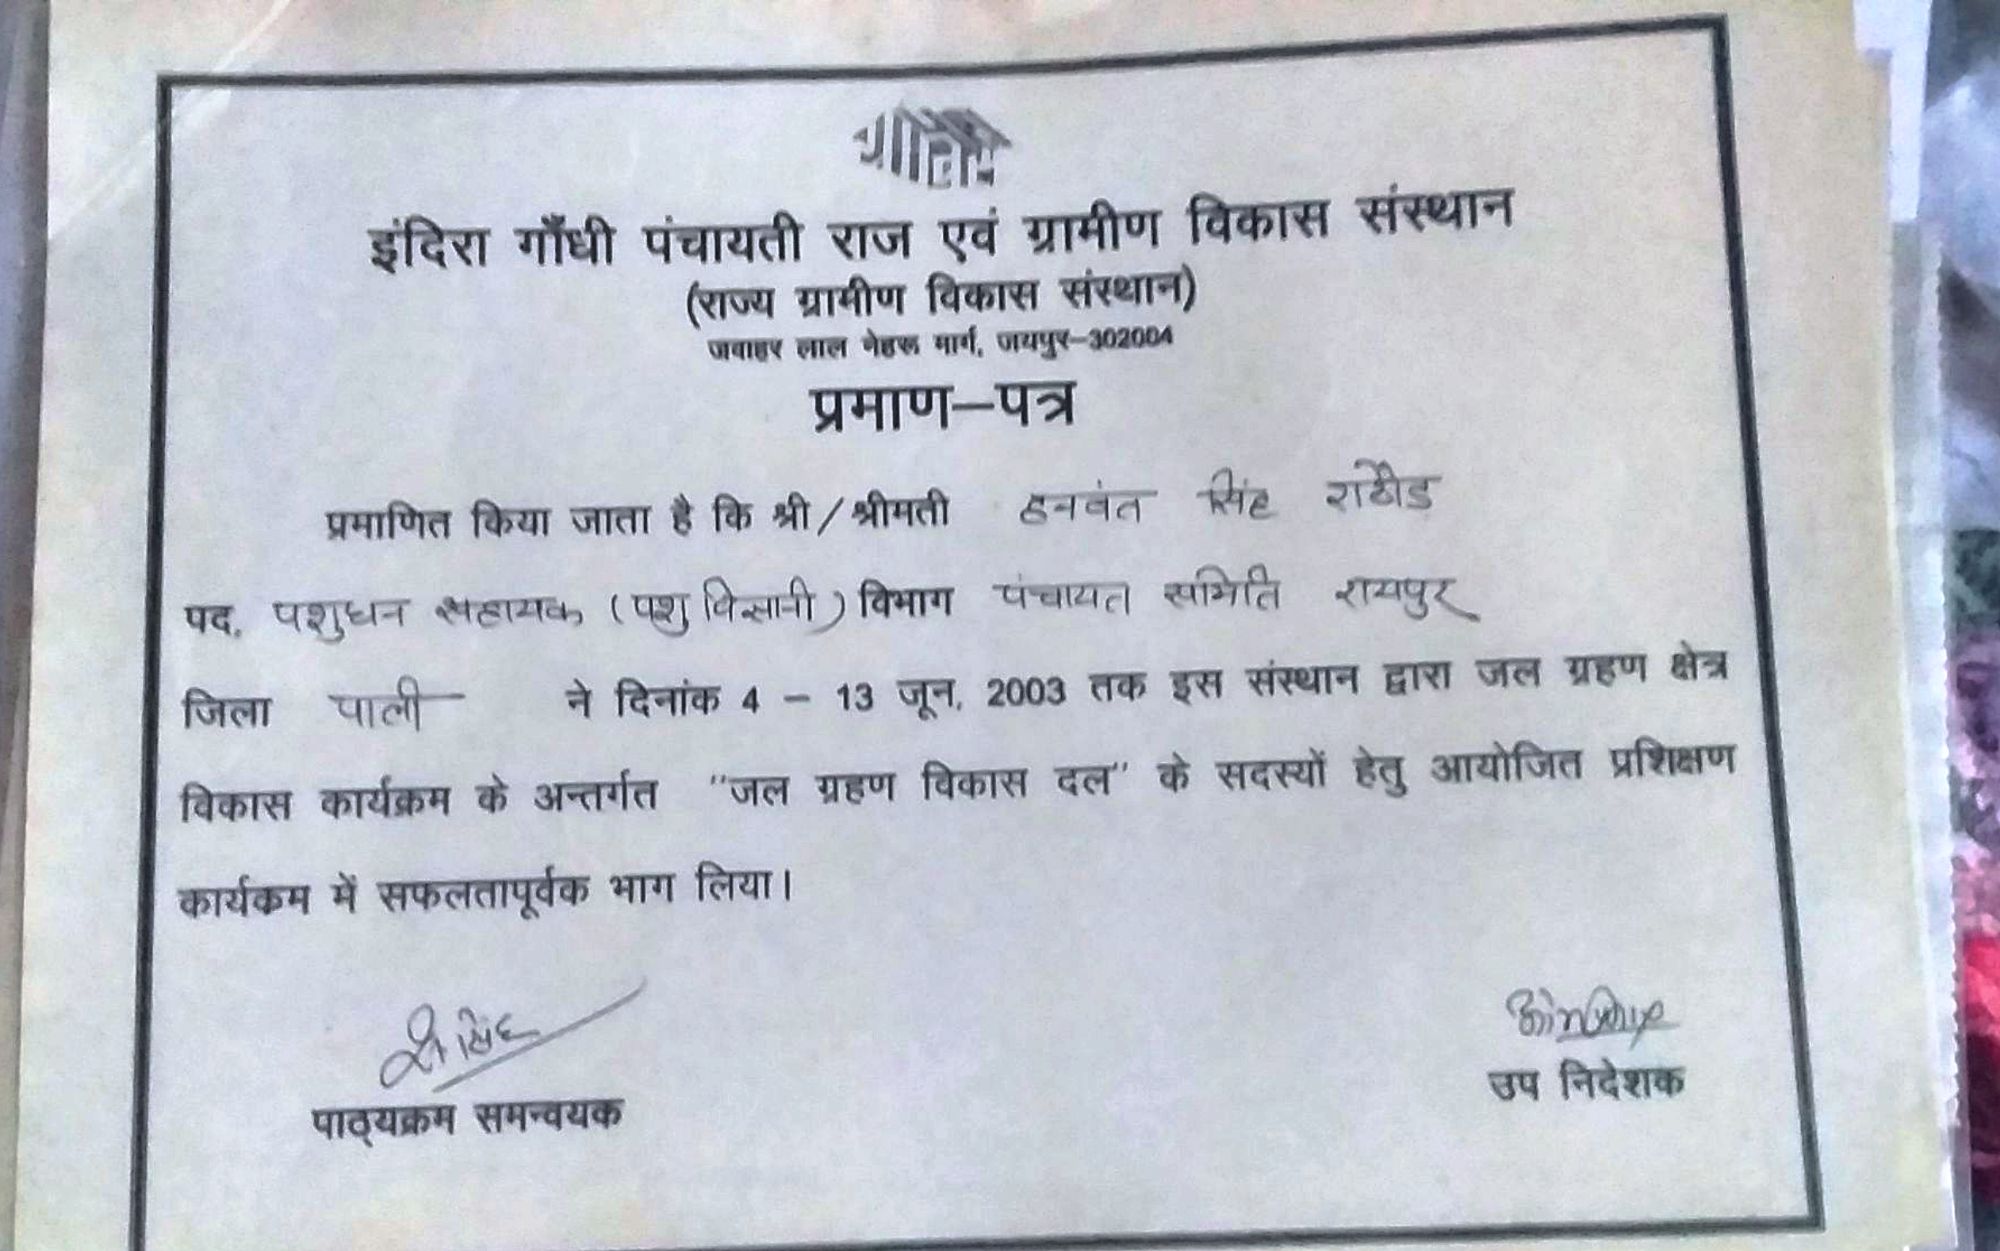 इंदिरा गाँधी पंचायती राज एवं ग्रामीण विकास संस्थान
(राज्य ग्रामीण विकास संस्थान)
जवाहर लाल नेहरू मार्ग, जयपुर-302004
प्रमाण-पत्र
प्रमाणित किया जाता है कि श्री/श्रीमती हनवंत सिंह राठौड
पद. पशुधन सहायक (पशु विज्ञानी) विभाग पंचायत समिति रायपुर
जिला पाली ने दिनांक 4 - 13 जून, 2003 तक इस संस्थान द्वारा जल ग्रहण क्षेत्र
विकास कार्यक्रम के अन्तर्गत "जल ग्रहण विकास दल" के सदस्यों हेतु आयोजित प्रशिक्षण
कार्यकम में सफलतापूर्वक भाग लिया।
पाठ्यक्रम समन्वयक
उप निदेशक